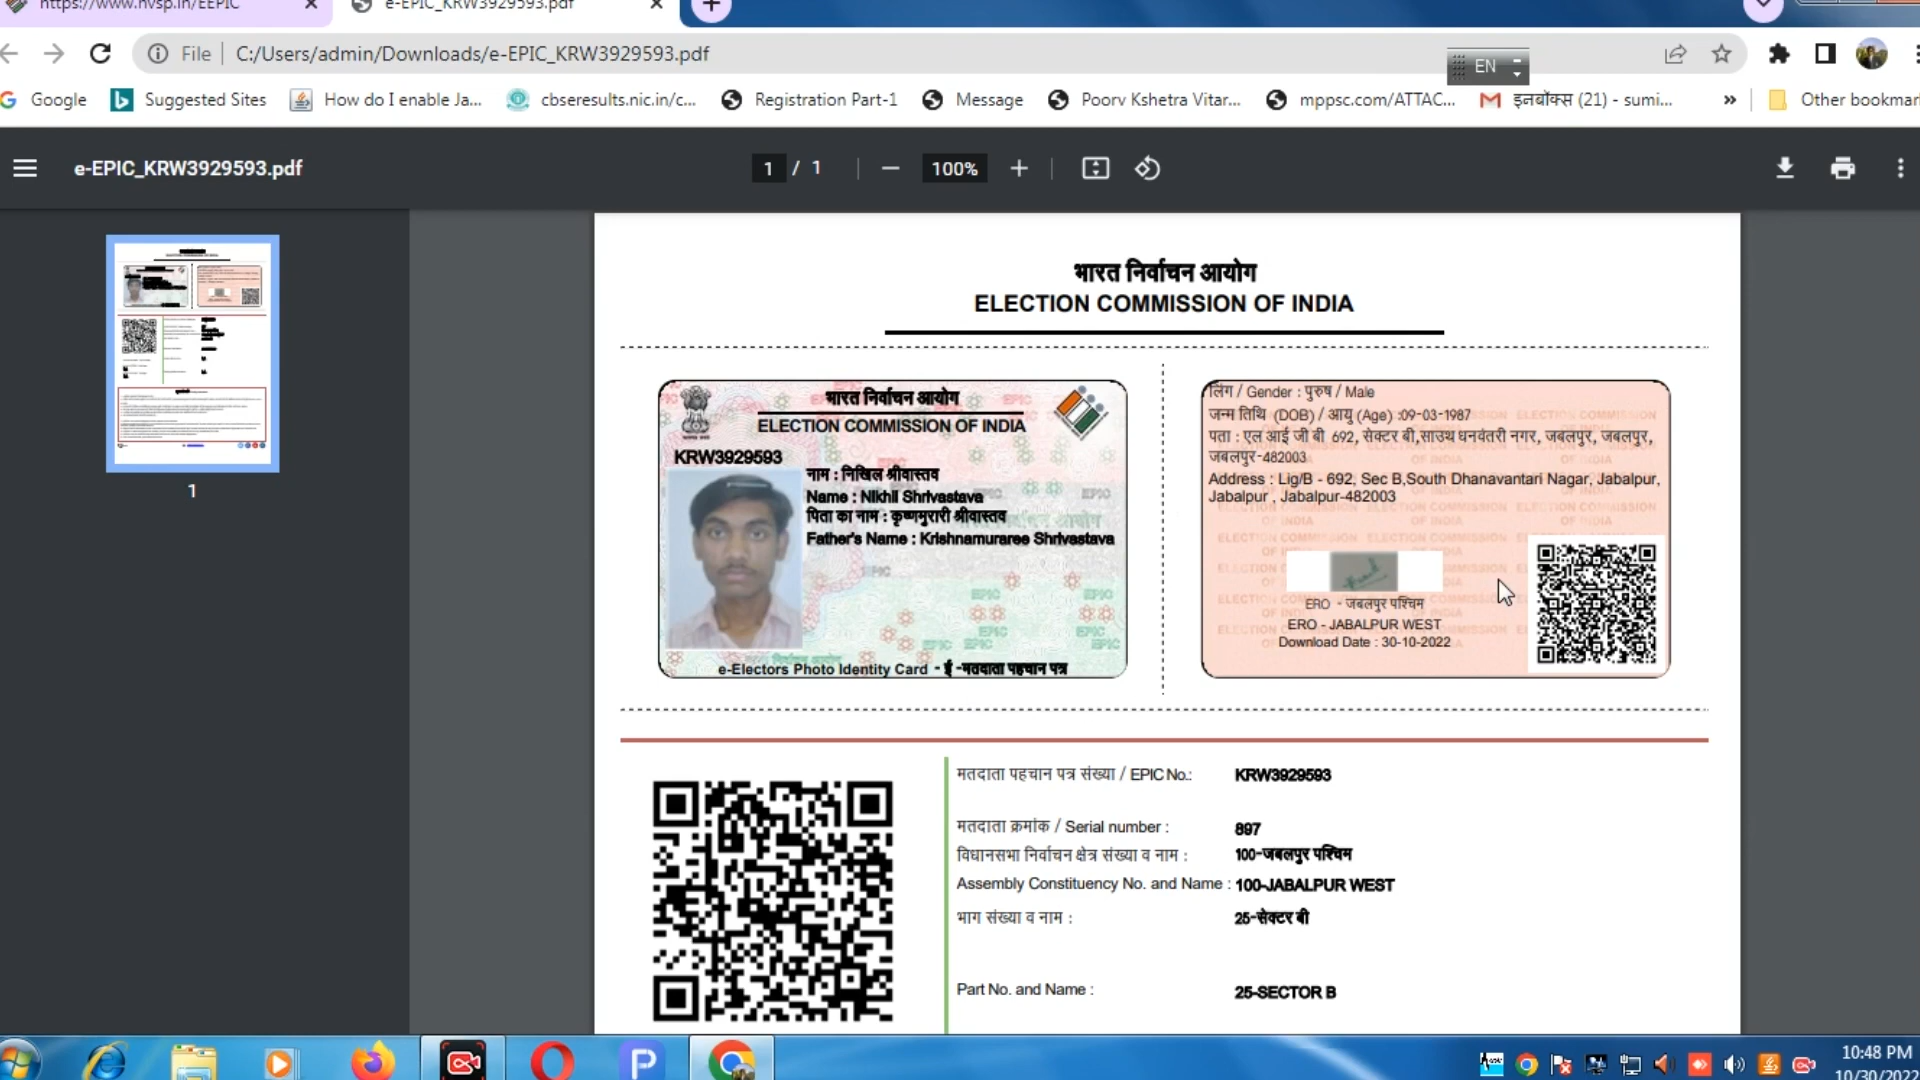 https://www.nvsp.in/EEPIC
e-EPIC_KRW3929593.pdf
File
C:/Users/admin/Downloads/e-EPIC_KRW3929593.pdf
EN
Google
Suggested Sites
How do I enable Ja...
cbseresults.nic.in/c...
Registration Part-1
Message
Poorv Kshetra Vitar...
mppsc.com/ATTAC...
इनबॉक्स (21) - sumi...
»
Other bookmar
e-EPIC_KRW3929593.pdf
1 / 1
100%
1
भारत निर्वाचन आयोग
ELECTION COMMISSION OF INDIA
भारत निर्वाचन आयोग
ELECTION COMMISSION OF INDIA
KRW3929593
नाम : निखिल श्रीवास्तव
Name : Nikhil Shrivastava
पिता का नाम : कृष्णमुरारी श्रीवास्तव
Father's Name : Krishnamuraree Shrivastava
e-Electors Photo Identity Card - ई -मतदाता पहचान पत्र
लिंग / Gender : पुरुष / Male
जन्म तिथि (DOB) / आयु (Age) :09-03-1987
पता : एल आई जी बी 692, सेक्टर बी,साउथ धनवंतरी नगर, जबलपुर, जबलपुर,
जबलपुर-482003
Address : Lig/B - 692, Sec B,South Dhanavantari Nagar, Jabalpur,
Jabalpur , Jabalpur-482003
ERO - जबलपुर पश्चिम
ERO - JABALPUR WEST
Download Date : 30-10-2022
मतदाता पहचान पत्र संख्या / EPIC No.: KRW3929593
मतदाता क्रमांक / Serial number : 897
विधानसभा निर्वाचन क्षेत्र संख्या व नाम : 100-जबलपुर पश्चिम
Assembly Constituency No. and Name : 100-JABALPUR WEST
भाग संख्या व नाम : 25-सेक्टर बी
Part No. and Name : 25-SECTOR B
10:48 PM
10/30/2022